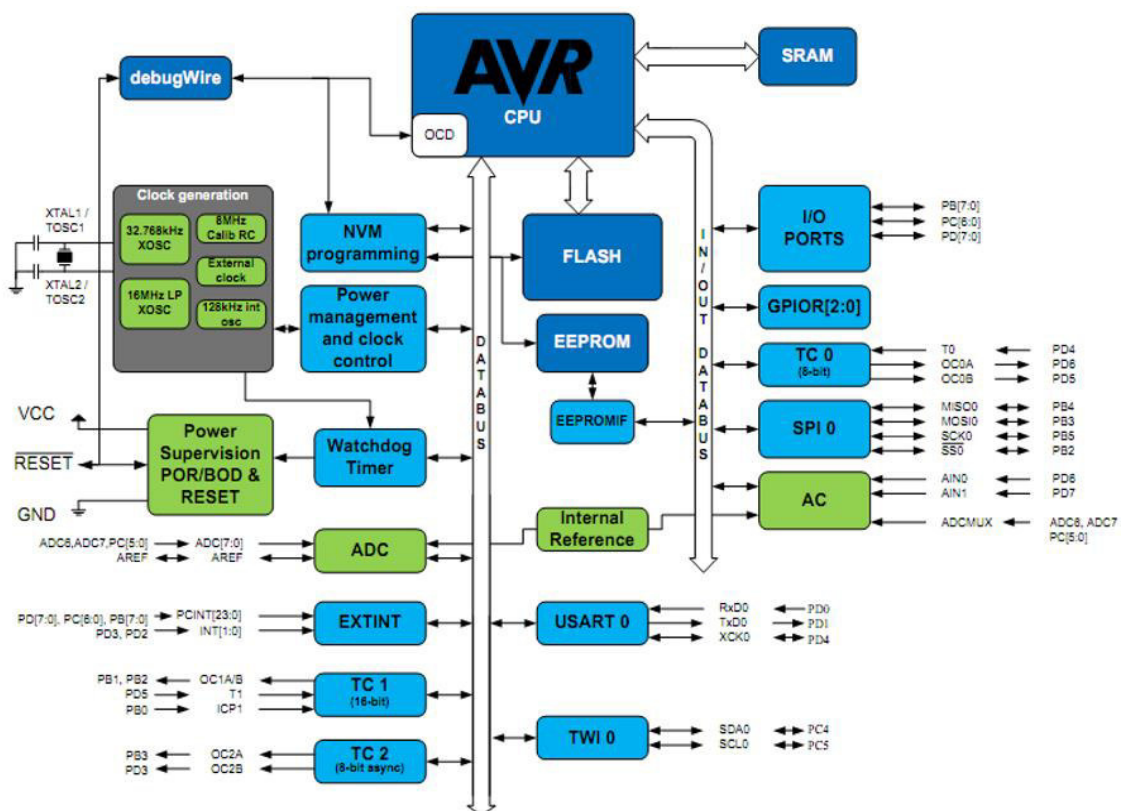 AVR
CPU
OCD
SRAM
debugWire
Clock generation
XTAL1 /
TOSC1
32.768kHz
XOSC
8MHz
Calib RC
External
clock
XTAL2 /
TOSC2
16MHz LP
XOSC
128kHz int
osc
NVM
programming
FLASH
I/O
PORTS
PB[7:0]
PC[6:0]
PD[7:0]
Power
management
and clock
control
EEPROM
EEPROMIF
DATABUS
IN/OUT DATABUS
GPIOR[2:0]
TC 0
(8-bit)
T0 PD4
OC0A PD6
OC0B PD5
SPI 0
MISO0 PB4
MOSI0 PB3
SCK0 PB5
SS0 PB2
VCC
RESET
GND
Power
Supervision
POR/BOD &
RESET
Watchdog
Timer
Internal
Reference
AC
AIN0 PD6
AIN1 PD7
ADCMUX ADC6, ADC7
PC[5:0]
ADC6,ADC7,PC[5:0] ADC[7:0]
AREF AREF
ADC
PD[7:0], PC[6:0], PB[7:0] PCINT[23:0]
PD3, PD2 INT[1:0]
EXTINT
USART 0
RxD0 PD0
TxD0 PD1
XCK0 PD4
PB1, PB2 OC1A/B
PD5 T1
PB0 ICP1
TC 1
(16-bit)
TWI 0
SDA0 PC4
SCL0 PC5
PB3 OC2A
PD3 OC2B
TC 2
(8-bit async)